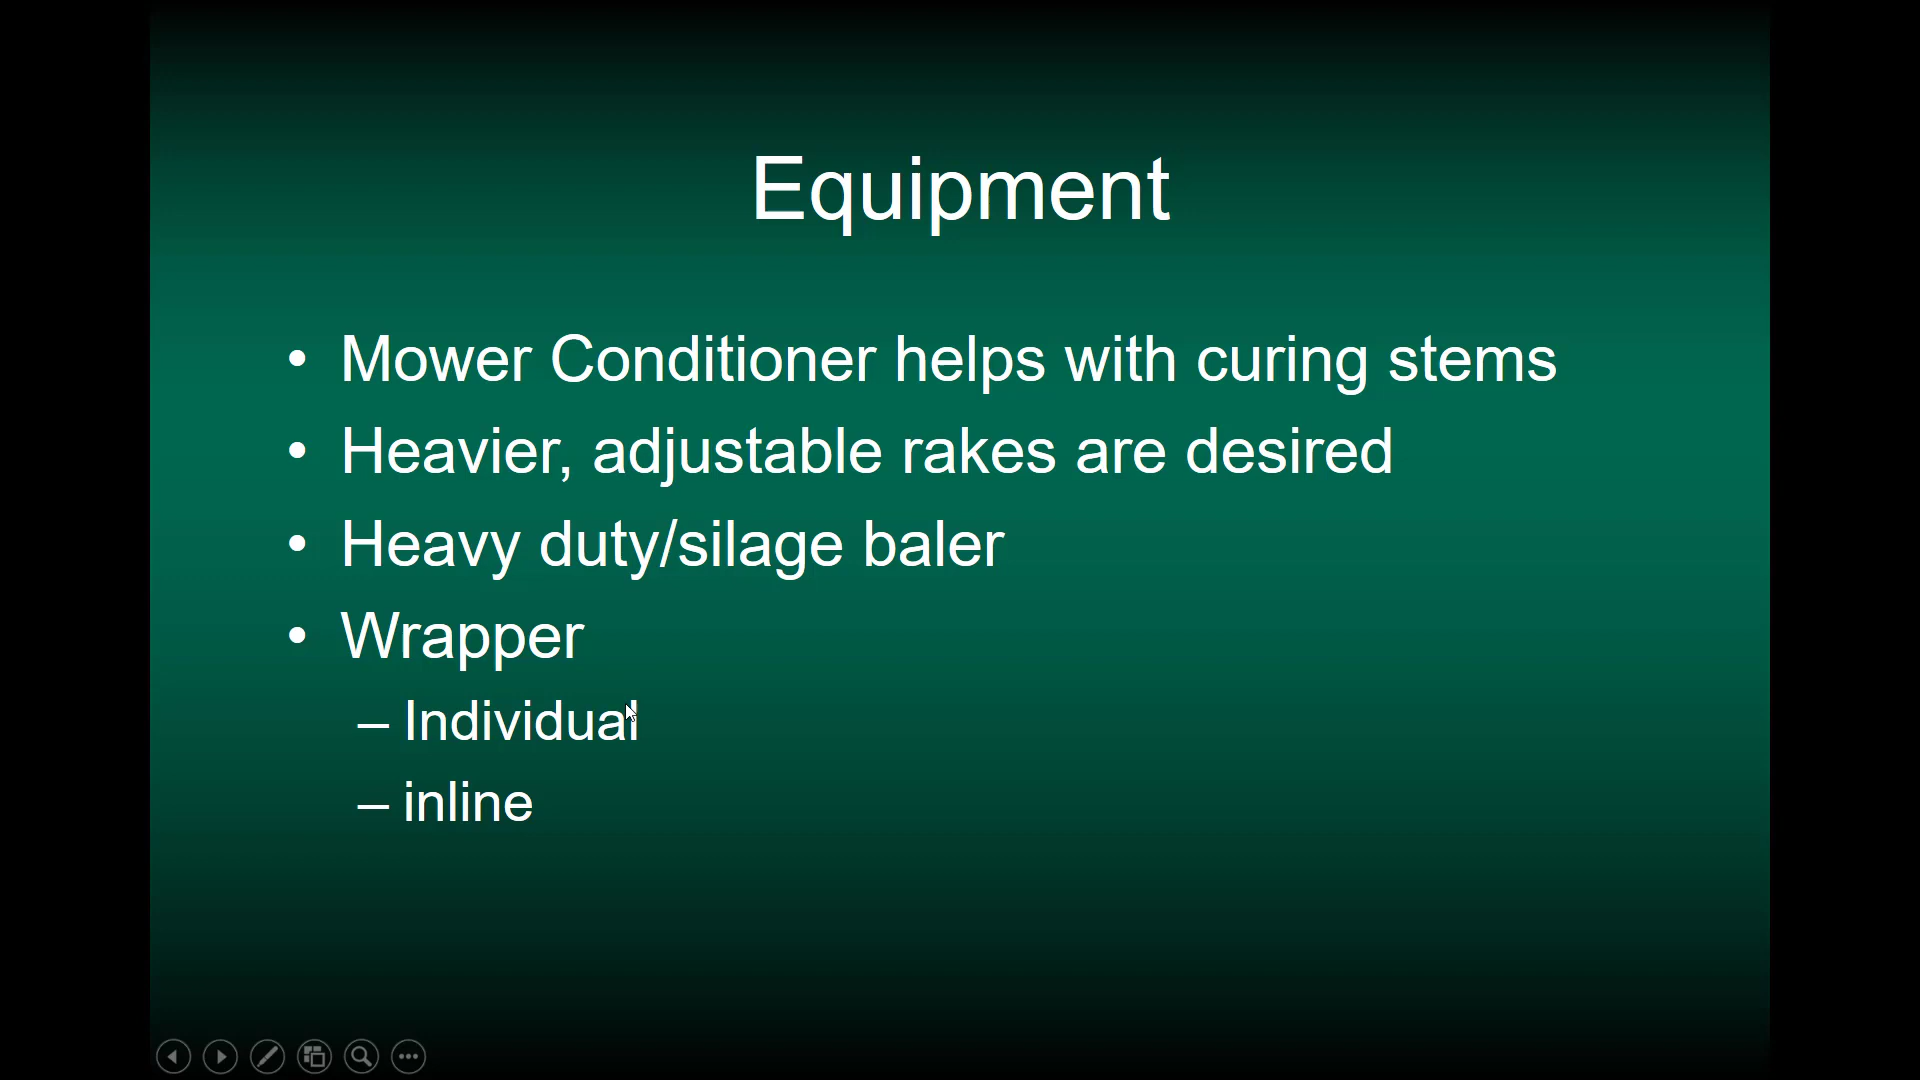 Equipment
• Mower Conditioner helps with curing stems
• Heavier, adjustable rakes are desired
• Heavy duty/silage baler
• Wrapper
– Individual
– inline